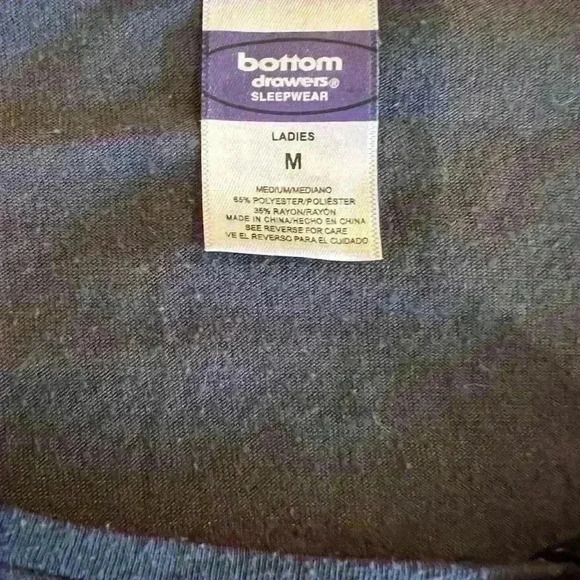 bottom
drawers®
SLEEPWEAR
LADIES
M
MEDIUM/MEDIANO
65% POLYESTER/POLIÉSTER
35% RAYON/RAYÓN
MADE IN CHINA/HECHO EN CHINA
SEE REVERSE FOR CARE
VE EL REVERSO PARA EL CUIDADO